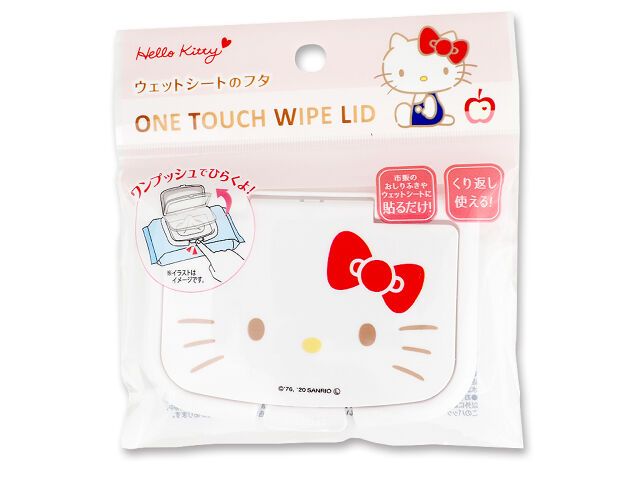 Hello Kitty
ウェットシートのフタ
ONE TOUCH WIPE LID
ワンプッシュでひらくよ!
※イラストは
イメージです。
市販の
おしりふきや
ウェットシートに
貼るだけ!
くり返し
使える!
©'76, '20 SANRIO Ⓛ